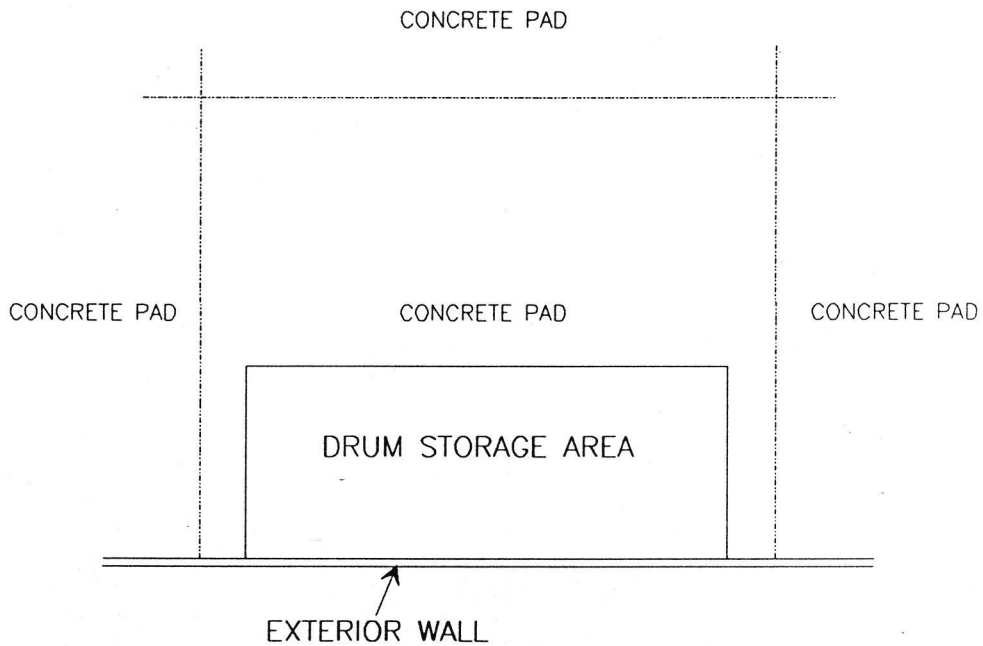 CONCRETE PAD
CONCRETE PAD
CONCRETE PAD
CONCRETE PAD
DRUM STORAGE AREA
EXTERIOR WALL